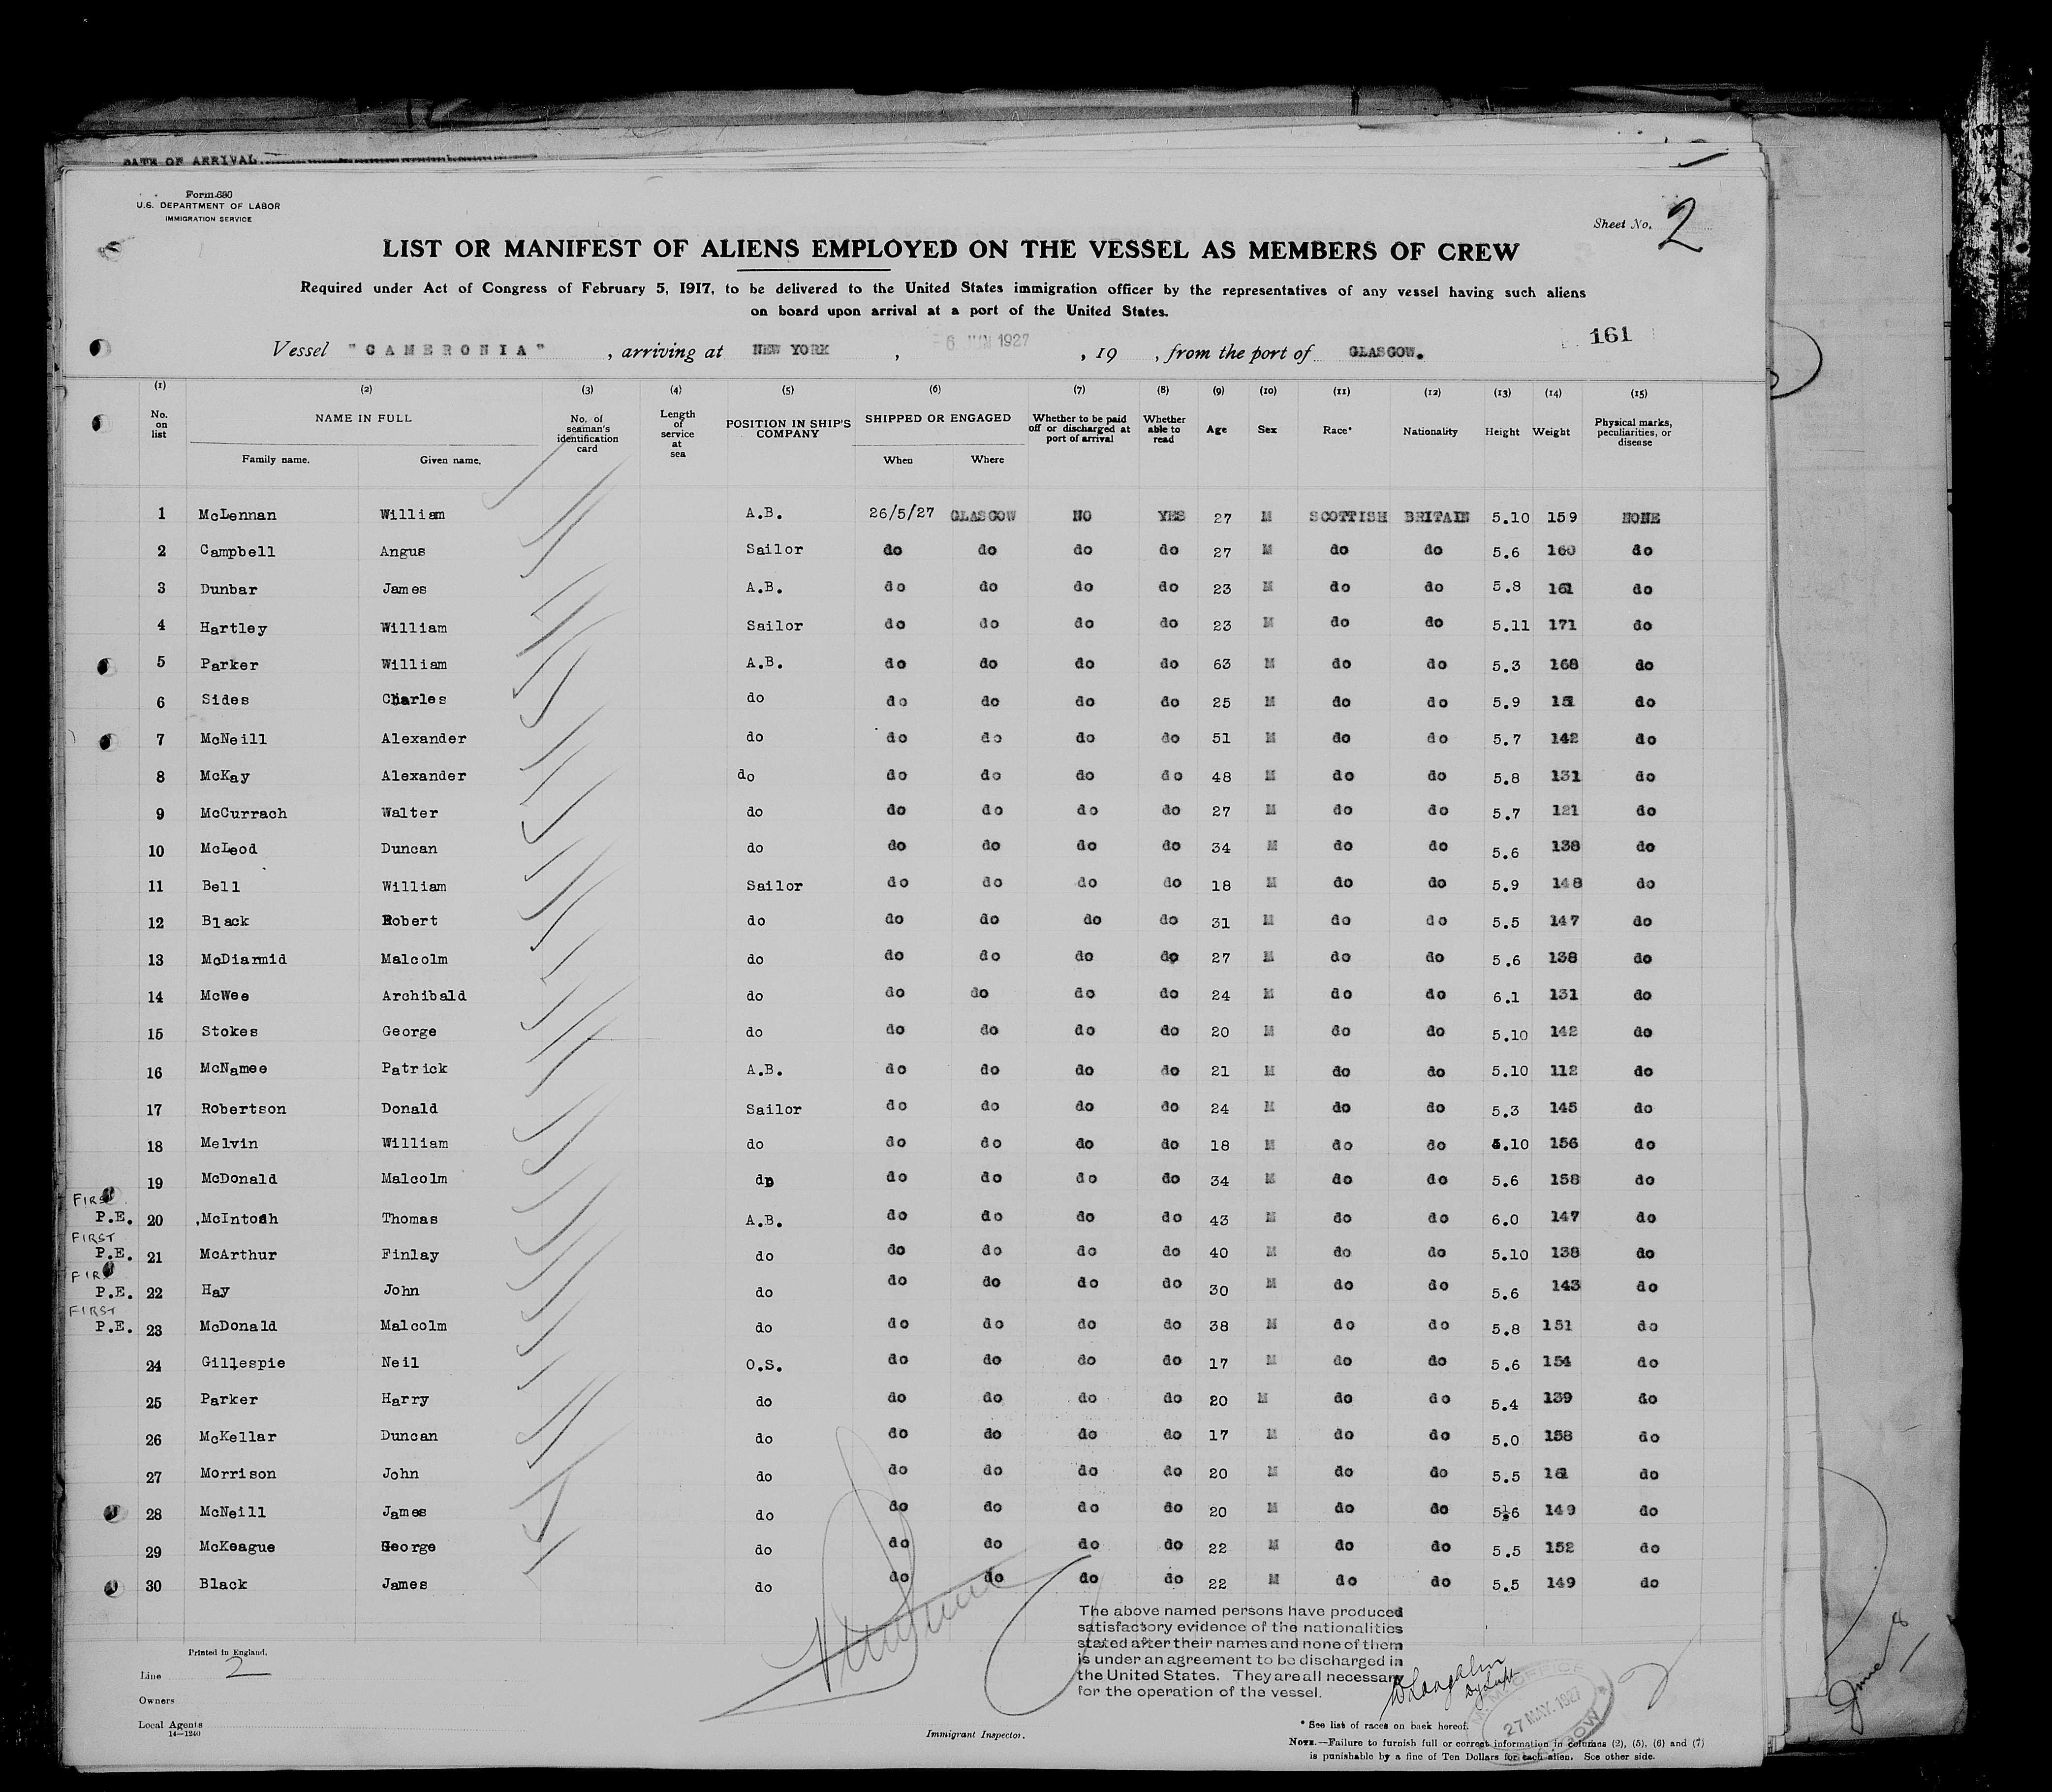 DATE OF ARRIVAL
Form 680
U.S. DEPARTMENT OF LABOR
IMMIGRATION SERVICE
Sheet No. 2
LIST OR MANIFEST OF ALIENS EMPLOYED ON THE VESSEL AS MEMBERS OF CREW
Required under Act of Congress of February 5, 1917, to be delivered to the United States immigration officer by the representatives of any vessel having such aliens
on board upon arrival at a port of the United States.
161
Vessel "CAMERONIA", arriving at NEW YORK, 6 JUN 1927, 19 , from the port of GLASGOW.
(1) (2) (3) (4) (5) (6) (7) (8) (9) (10) (11) (12) (13) (14) (15)
No. on list NAME IN FULL Family name. Given name. No. of seaman's identification card Length of service at sea POSITION IN SHIP'S COMPANY SHIPPED OR ENGAGED When Where Whether to be paid off or discharged at port of arrival Whether able to read Age Sex Race* Nationality Height Weight Physical marks, peculiarities, or disease
1 McLennan William A.B. 26/5/27 GLASGOW NO YES 27 M SCOTTISH BRITAIN 5.10 159 NONE
2 Campbell Angus Sailor do do do do 27 M do do 5.6 160 do
3 Dunbar James A.B. do do do do 23 M do do 5.8 161 do
4 Hartley William Sailor do do do do 23 M do do 5.11 171 do
5 Parker William A.B. do do do do 63 M do do 5.3 168 do
6 Sides Charles do do do do do 25 M do do 5.9 do
7 McNeill Alexander do do do do do 51 M do do 5.7 142 do
8 McKay Alexander do do do do do 48 M do do 5.8 131 do
9 McCurrach Walter do do do do do 27 M do do 5.7 121 do
10 McLeod Duncan do do do do do 34 M do do 5.6 138 do
11 Bell William Sailor do do do do 18 M do do 5.9 148 do
12 Black Robert do do do do do 31 M do do 5.5 147 do
13 McDiarmid Malcolm do do do do do 27 M do do 5.6 138 do
14 McWee Archibald do do do do do 24 M do do 6.1 131 do
15 Stokes George do do do do do 20 M do do 5.10 142 do
16 McNamee Patrick A.B. do do do do 21 M do do 5.10 112 do
17 Robertson Donald Sailor do do do do 24 M do do 5.3 145 do
18 Melvin William do do do do do 18 M do do 5.10 156 do
19 McDonald Malcolm do do do do do 34 M do do 5.6 158 do
FIRST
P.E. 20 McIntosh Thomas A.B. do do do do 43 M do do 6.0 147 do
FIRST
P.E. 21 McArthur Finlay do do do do do 40 M do do 5.10 138 do
FIRST
P.E. 22 Hay John do do do do do 30 M do do 5.6 143 do
FIRST
P.E. 23 McDonald Malcolm do do do do do 38 M do do 5.8 151 do
24 Gillespie Neil O.S. do do do do 17 M do do 5.6 154 do
25 Parker Harry do do do do do 20 M do do 5.4 139 do
26 McKellar Duncan do do do do do 17 M do do 5.0 158 do
27 Morrison John do do do do do 20 M do do 5.5 do
28 McNeill James do do do do do 20 M do do 5.6 149 do
29 McKeague George do do do do do 22 M do do 5.5 152 do
30 Black James do do do do do 22 M do do 5.5 149 do
The above named persons have produced
satisfactory evidence of the nationalities
stated after their names and none of them
is under an agreement to be discharged in
the United States. They are all necessary
for the operation of the vessel.
Printed in England.
Line 2
Owners
Local Agents
14—1240
Immigrant Inspector.
27 MAY. 1927
* See list of races on back hereof.
NOTE.—Failure to furnish full or correct information in columns (2), (5), (6) and (7)
is punishable by a fine of Ten Dollars for each alien. See other side.